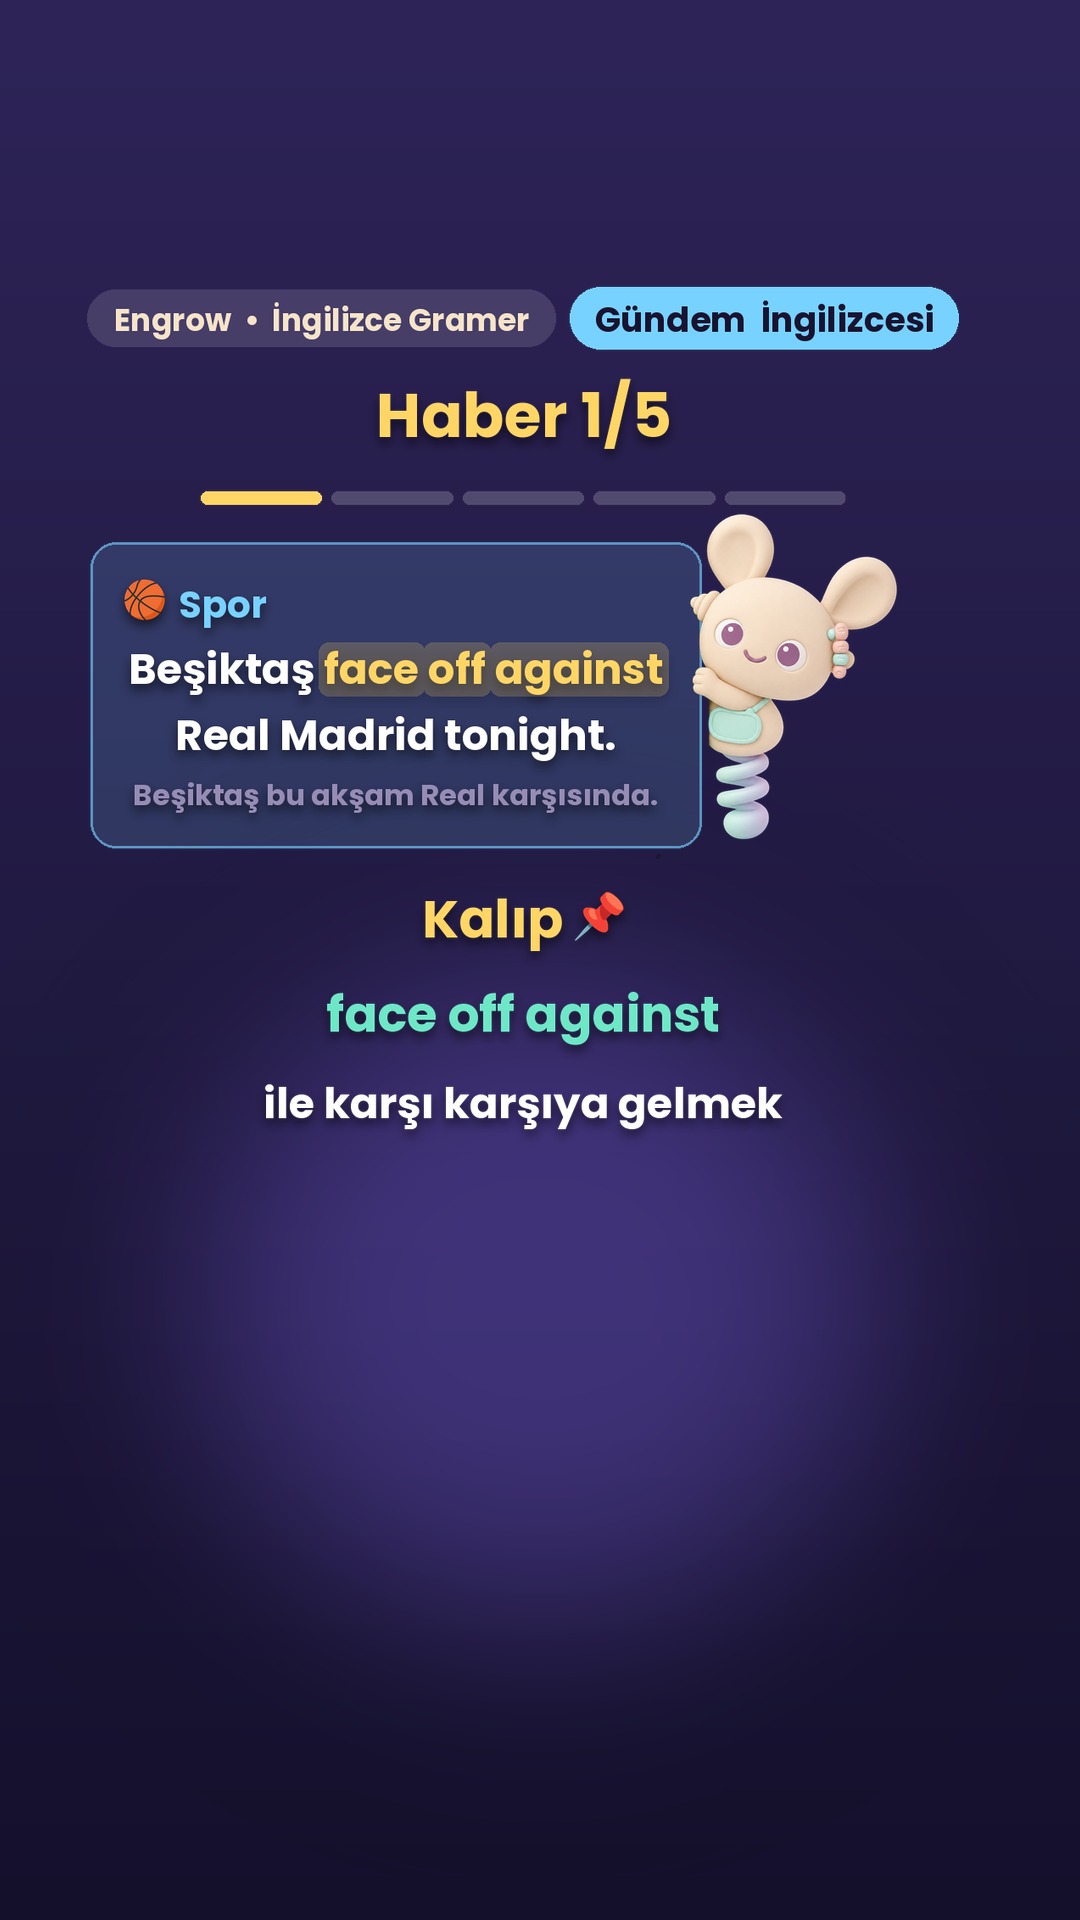 Engrow • İngilizce Gramer
Gündem İngilizcesi
Haber 1/5
Spor
Beşiktaş face off against
Real Madrid tonight.
Beşiktaş bu akşam Real karşısında.
Kalıp
face off against
ile karşı karşıya gelmek